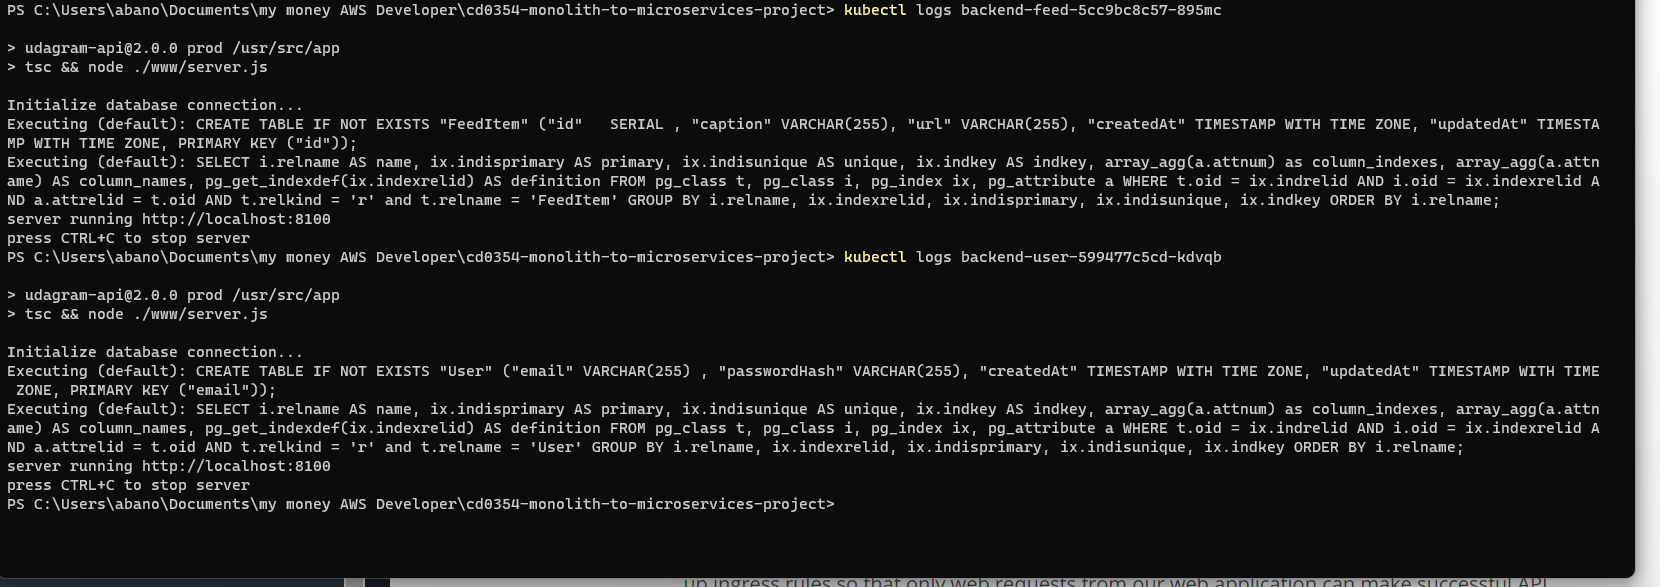 PS C:\Users\abano\Documents\my money AWS Developer\cd0354-monolith-to-microservices-project> kubectl logs backend-feed-5cc9bc8c57-895mc
> udagram-api@2.0.0 prod /usr/src/app
> tsc && node ./www/server.js
Initialize database connection...
Executing (default): CREATE TABLE IF NOT EXISTS "FeedItem" ("id"   SERIAL , "caption" VARCHAR(255), "url" VARCHAR(255), "createdAt" TIMESTAMP WITH TIME ZONE, "updatedAt" TIMESTA
MP WITH TIME ZONE, PRIMARY KEY ("id"));
Executing (default): SELECT i.relname AS name, ix.indisprimary AS primary, ix.indisunique AS unique, ix.indkey AS indkey, array_agg(a.attnum) as column_indexes, array_agg(a.attn
ame) AS column_names, pg_get_indexdef(ix.indexrelid) AS definition FROM pg_class t, pg_class i, pg_index ix, pg_attribute a WHERE t.oid = ix.indrelid AND i.oid = ix.indexrelid A
ND a.attrelid = t.oid AND t.relkind = 'r' and t.relname = 'FeedItem' GROUP BY i.relname, ix.indexrelid, ix.indisprimary, ix.indisunique, ix.indkey ORDER BY i.relname;
server running http://localhost:8100
press CTRL+C to stop server
PS C:\Users\abano\Documents\my money AWS Developer\cd0354-monolith-to-microservices-project> kubectl logs backend-user-599477c5cd-kdvqb
> udagram-api@2.0.0 prod /usr/src/app
> tsc && node ./www/server.js
Initialize database connection...
Executing (default): CREATE TABLE IF NOT EXISTS "User" ("email" VARCHAR(255) , "passwordHash" VARCHAR(255), "createdAt" TIMESTAMP WITH TIME ZONE, "updatedAt" TIMESTAMP WITH TIME
 ZONE, PRIMARY KEY ("email"));
Executing (default): SELECT i.relname AS name, ix.indisprimary AS primary, ix.indisunique AS unique, ix.indkey AS indkey, array_agg(a.attnum) as column_indexes, array_agg(a.attn
ame) AS column_names, pg_get_indexdef(ix.indexrelid) AS definition FROM pg_class t, pg_class i, pg_index ix, pg_attribute a WHERE t.oid = ix.indrelid AND i.oid = ix.indexrelid A
ND a.attrelid = t.oid AND t.relkind = 'r' and t.relname = 'User' GROUP BY i.relname, ix.indexrelid, ix.indisprimary, ix.indisunique, ix.indkey ORDER BY i.relname;
server running http://localhost:8100
press CTRL+C to stop server
PS C:\Users\abano\Documents\my money AWS Developer\cd0354-monolith-to-microservices-project>
up ingress rules so that only web requests from our web application can make successful API